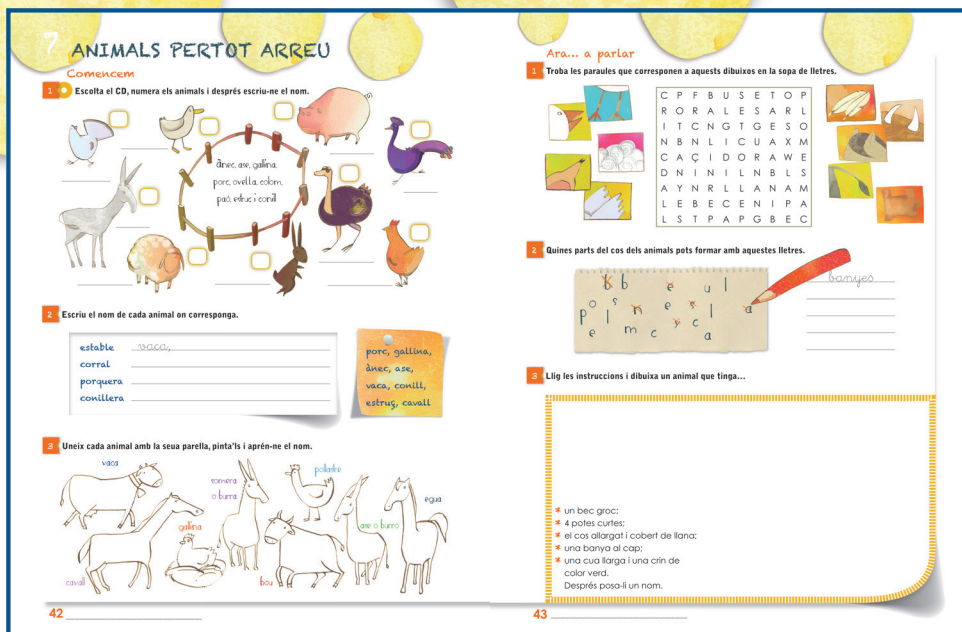 7 ANIMALS PERTOT ARREU
Comencem
1 Escolta el CD, numera els animals i després escriu-ne el nom.
ànec, ase, gallina,
porc, ovella, colom,
paó, estruç i conill
2 Escriu el nom de cada animal on corresponga.
estable vaca,
corral
porquera
conillera
porc, gallina,
ànec, ase,
vaca, conill,
estruç, cavall
3 Uneix cada animal amb la seua parella, pinta'ls i aprén-ne el nom.
vaca
somera
o burra
pollastre
egua
gallina
ase o burro
cavall
bou
42
Ara... a parlar
1 Troba les paraules que corresponen a aquests dibuixos en la sopa de lletres.
C P F B U S E T O P
R O R A L E S A R L
I T C N G T G E S O
N B N L I C U A X M
C A Ç I D O R A W E
D N I N I L N B L S
A Y N R L L A N A M
L E B E C E N I P A
L S T P A P G B E C
2 Quines parts del cos dels animals pots formar amb aquestes lletres.
b b e u l
o s n e s l a
p l m c y c a
e
banyes
3 Llig les instruccions i dibuixa un animal que tinga...
un bec groc;
4 potes curtes;
el cos allargat i cobert de llana;
una banya al cap;
una cua llarga i una crin de
color verd.
Després posa-li un nom.
43